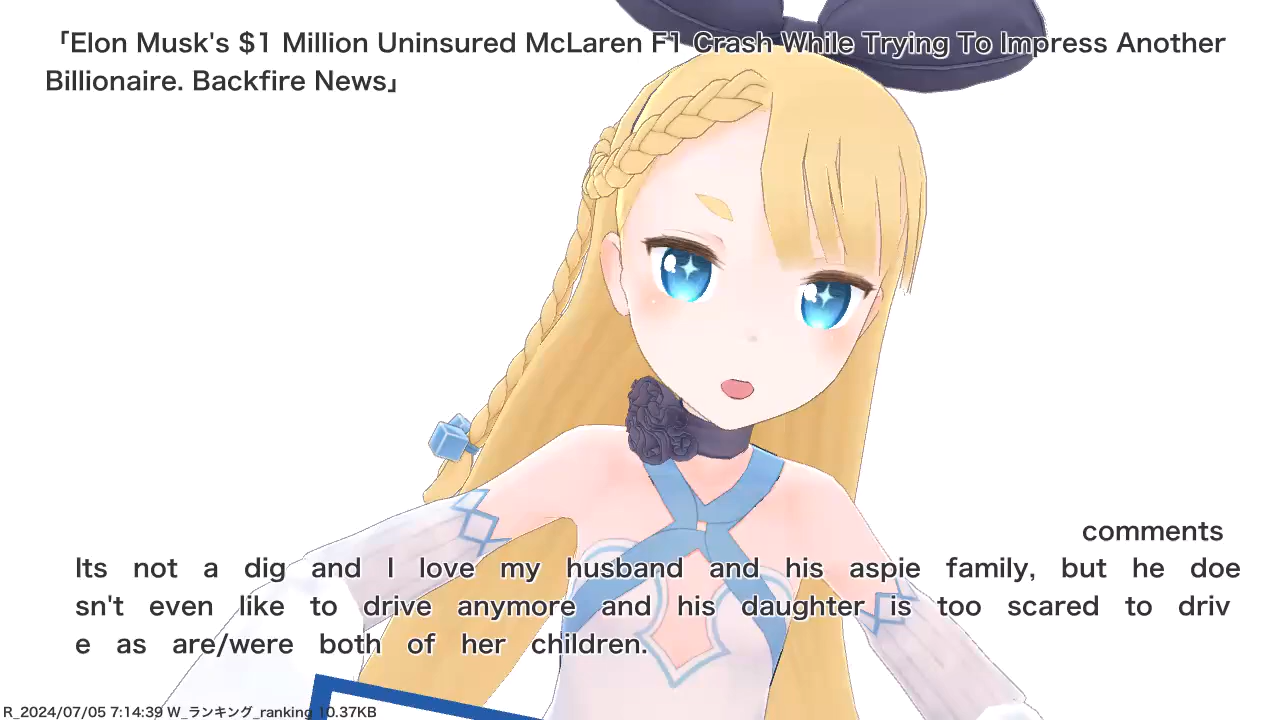 「Elon Musk's $1 Million Uninsured McLaren F1 Crash While Trying To Impress Another
Billionaire. Backfire News」
comments
Its not a dig and I love my husband and his aspie family, but he doe
sn't even like to drive anymore and his daughter is too scared to driv
e as are/were both of her children.
R_2024/07/05 7:14:39 W_ランキング_ranking 10.37KB